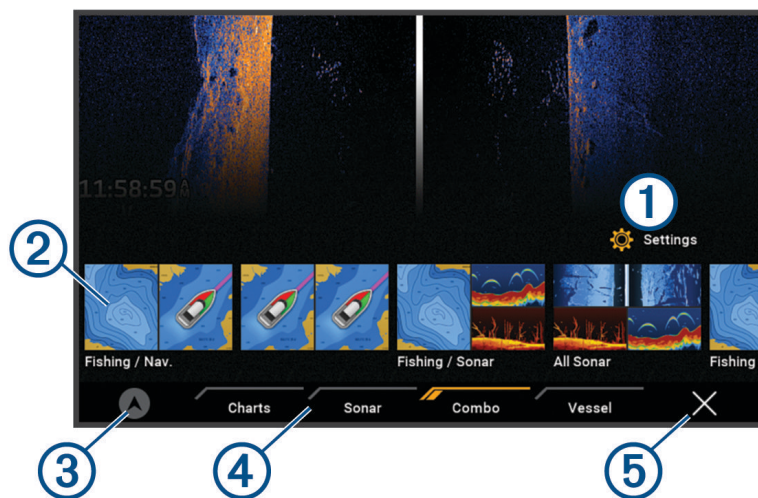 11:58:59 A
M
1
Settings
2
Fishing / Nav.
Fishing / Sonar
All Sonar
Fishing
Charts
Sonar
Combo
Vessel
3
4
5